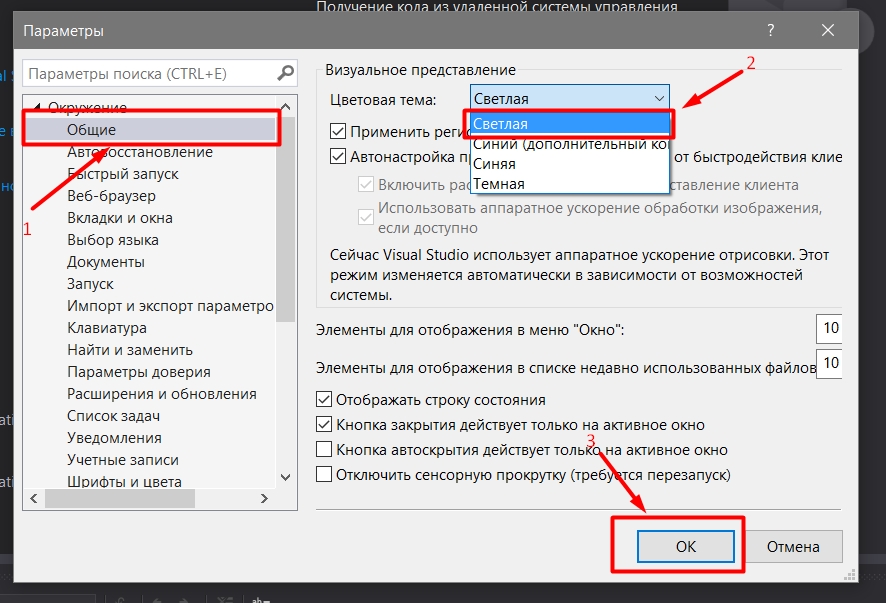 Получение кода из удаленной системы управления
Параметры
?
Параметры поиска (CTRL+E)
Окружение
Общие
Автовосстановление
Быстрый запуск
Веб-браузер
Вкладки и окна
Выбор языка
Документы
Запуск
Импорт и экспорт параметро
Клавиатура
Найти и заменить
Параметры доверия
Расширения и обновления
Список задач
Уведомления
Учетные записи
Шрифты и цвета
1
Визуальное представление
2
Цветовая тема:
Светлая
Светлая
Синий (дополнительный ко
Синяя
Темная
Применить реги
Автонастройка п от быстродействия клие
Включить рас ставление клиента
Использовать аппаратное ускорение обработки изображения,
если доступно
Сейчас Visual Studio использует аппаратное ускорение отрисовки. Этот
режим изменяется автоматически в зависимости от возможностей
системы.
Элементы для отображения в меню "Окно": 10
Элементы для отображения в списке недавно использованных файлов 10
Отображать строку состояния
Кнопка закрытия действует только на активное окно
Кнопка автоскрытия действует только на активное окно
3
Отключить сенсорную прокрутку (требуется перезапуск)
ОК
Отмена